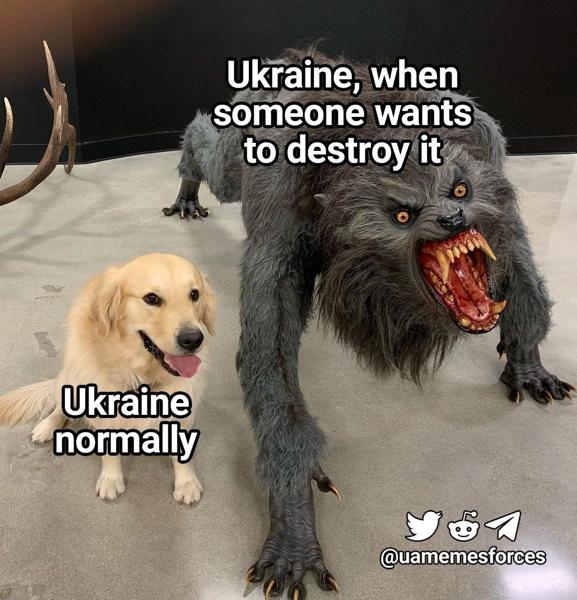 Ukraine, when
someone wants
to destroy it
Ukraine
normally
@uamemesforces